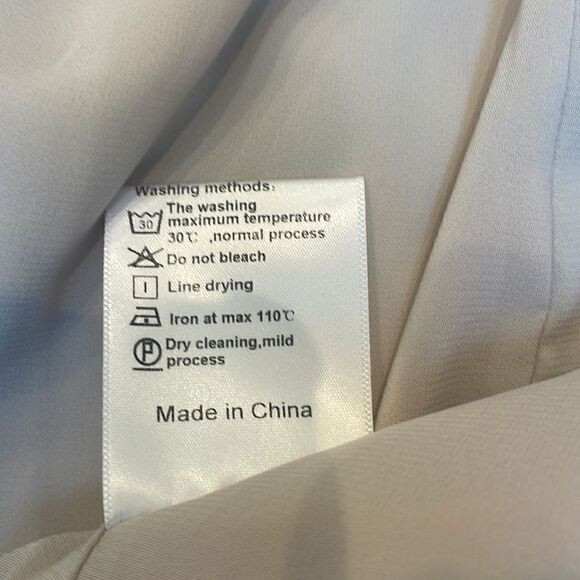 Washing methods:
30 The washing
maximum temperature
30℃ ,normal process
Do not bleach
Line drying
Iron at max 110℃
P Dry cleaning,mild
process
Made in China